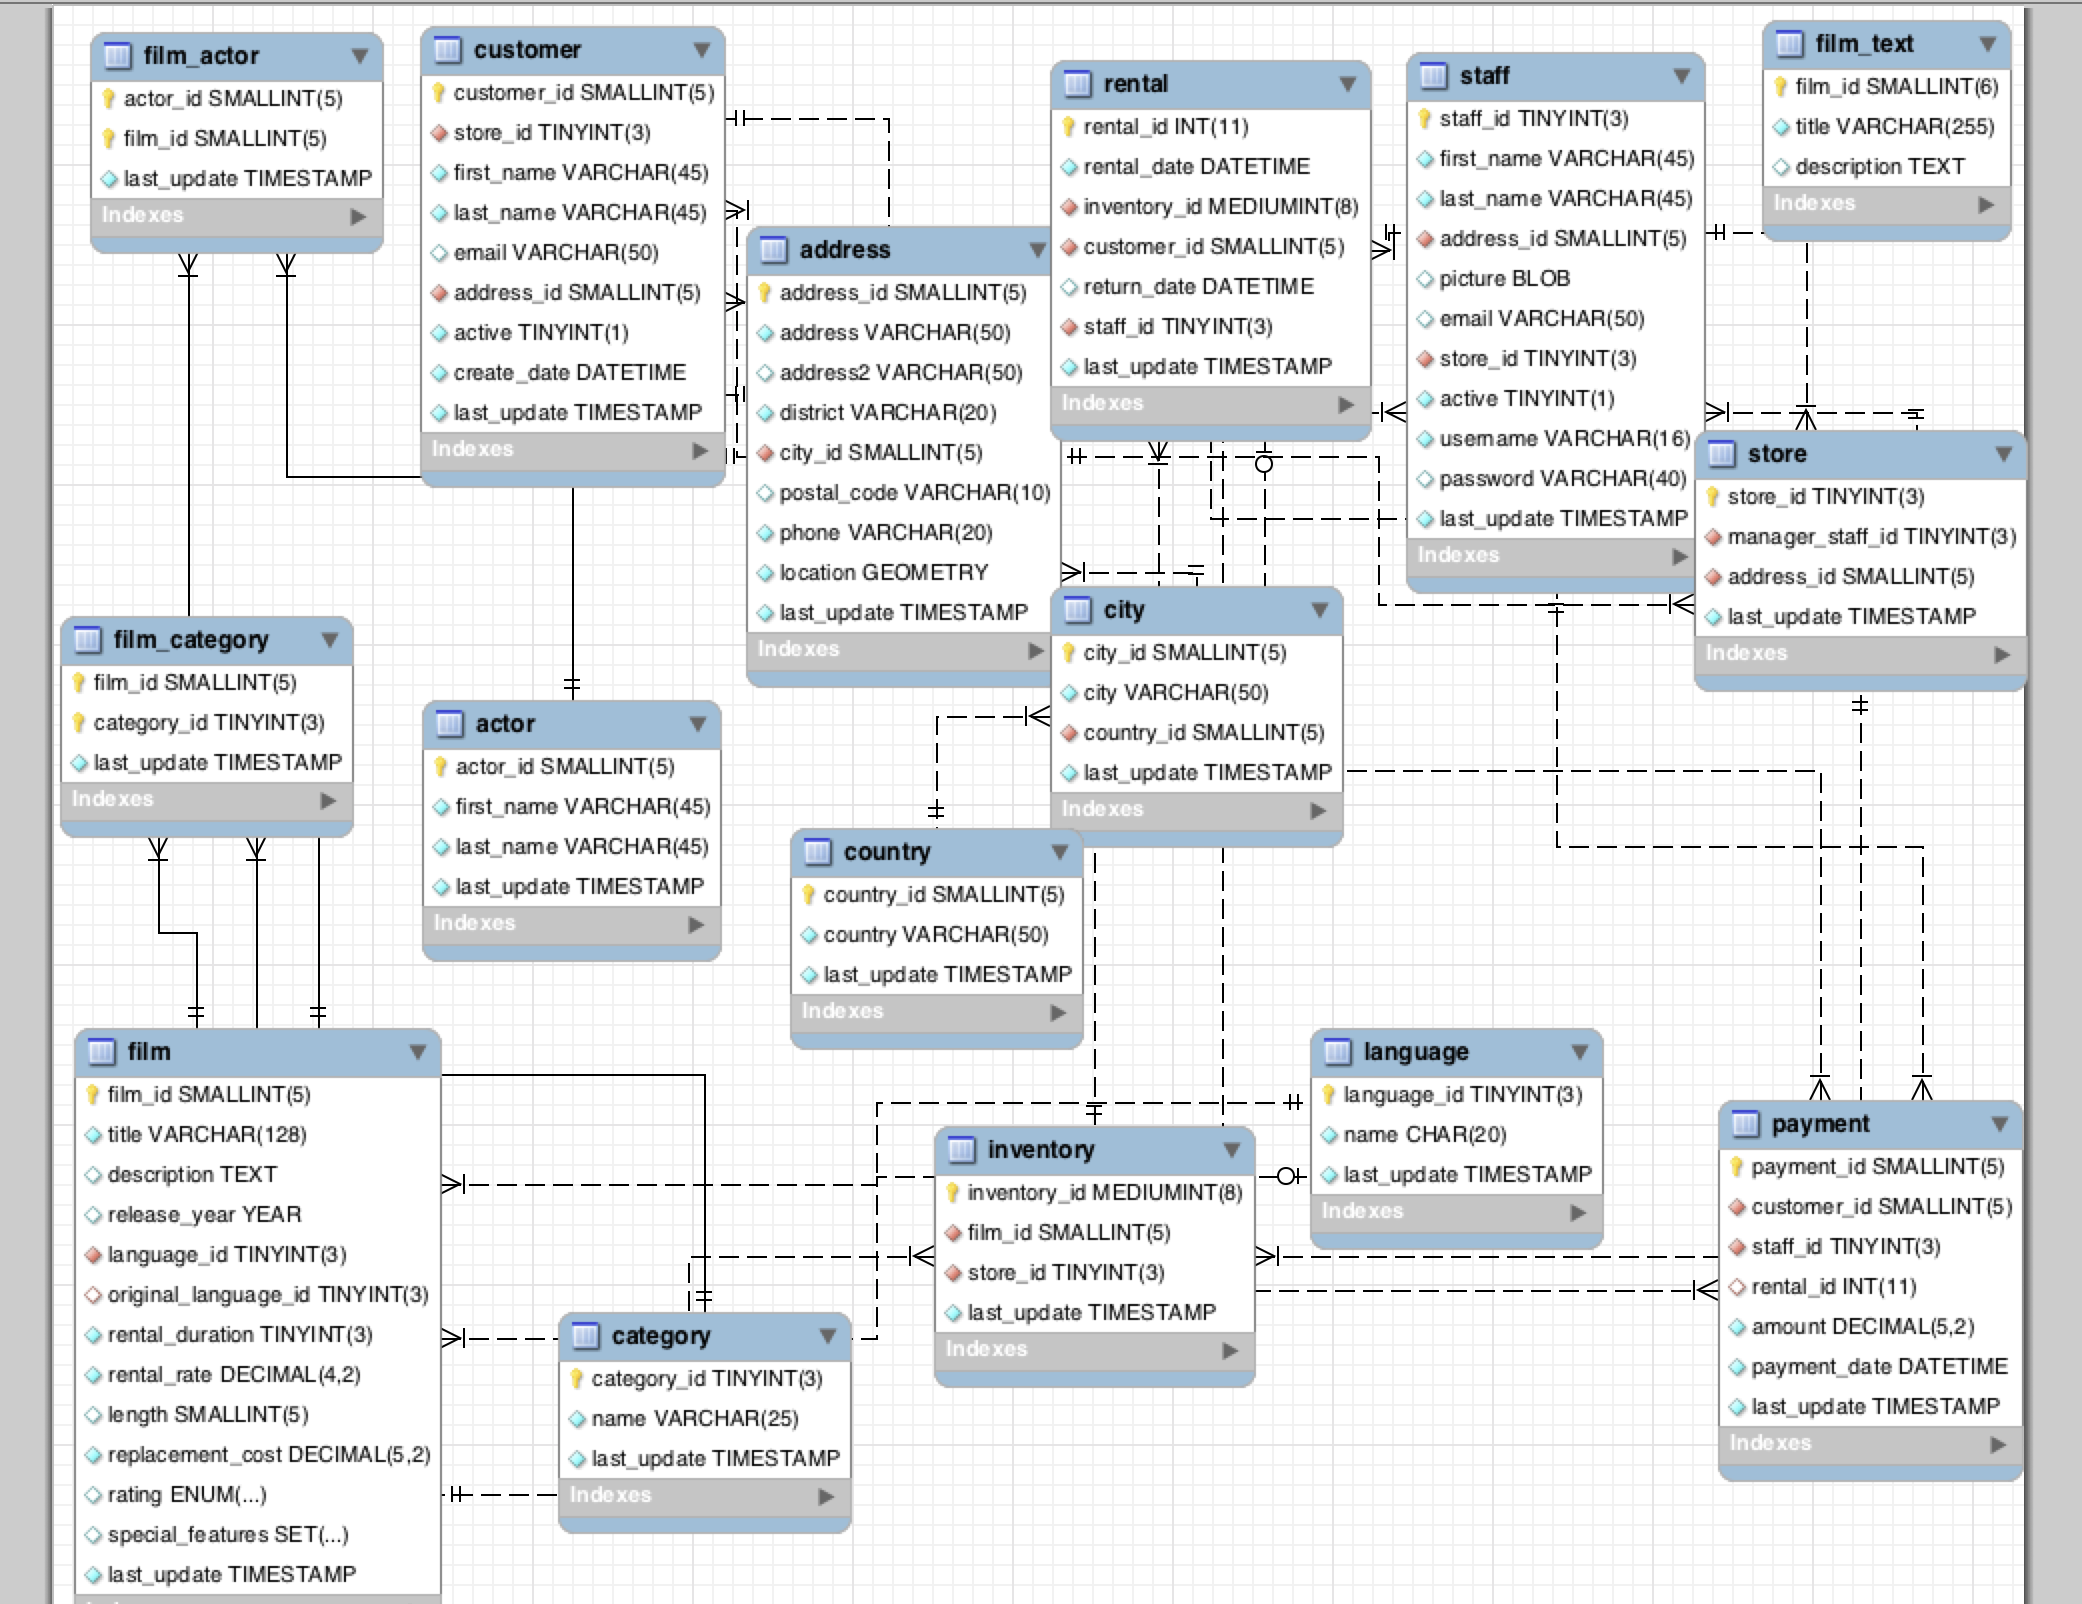 film_actor
actor_id SMALLINT(5)
film_id SMALLINT(5)
last_update TIMESTAMP
Indexes
customer
customer_id SMALLINT(5)
store_id TINYINT(3)
first_name VARCHAR(45)
last_name VARCHAR(45)
email VARCHAR(50)
address_id SMALLINT(5)
active TINYINT(1)
create_date DATETIME
last_update TIMESTAMP
Indexes
address
address_id SMALLINT(5)
address VARCHAR(50)
address2 VARCHAR(50)
district VARCHAR(20)
city_id SMALLINT(5)
postal_code VARCHAR(10)
phone VARCHAR(20)
location GEOMETRY
last_update TIMESTAMP
Indexes
rental
rental_id INT(11)
rental_date DATETIME
inventory_id MEDIUMINT(8)
customer_id SMALLINT(5)
return_date DATETIME
staff_id TINYINT(3)
last_update TIMESTAMP
Indexes
staff
staff_id TINYINT(3)
first_name VARCHAR(45)
last_name VARCHAR(45)
address_id SMALLINT(5)
picture BLOB
email VARCHAR(50)
store_id TINYINT(3)
active TINYINT(1)
username VARCHAR(16)
password VARCHAR(40)
last_update TIMESTAMP
Indexes
film_text
film_id SMALLINT(6)
title VARCHAR(255)
description TEXT
Indexes
store
store_id TINYINT(3)
manager_staff_id TINYINT(3)
address_id SMALLINT(5)
last_update TIMESTAMP
Indexes
film_category
film_id SMALLINT(5)
category_id TINYINT(3)
last_update TIMESTAMP
Indexes
actor
actor_id SMALLINT(5)
first_name VARCHAR(45)
last_name VARCHAR(45)
last_update TIMESTAMP
Indexes
city
city_id SMALLINT(5)
city VARCHAR(50)
country_id SMALLINT(5)
last_update TIMESTAMP
Indexes
country
country_id SMALLINT(5)
country VARCHAR(50)
last_update TIMESTAMP
Indexes
film
film_id SMALLINT(5)
title VARCHAR(128)
description TEXT
release_year YEAR
language_id TINYINT(3)
original_language_id TINYINT(3)
rental_duration TINYINT(3)
rental_rate DECIMAL(4,2)
length SMALLINT(5)
replacement_cost DECIMAL(5,2)
rating ENUM(...)
special_features SET(...)
last_update TIMESTAMP
category
category_id TINYINT(3)
name VARCHAR(25)
last_update TIMESTAMP
Indexes
inventory
inventory_id MEDIUMINT(8)
film_id SMALLINT(5)
store_id TINYINT(3)
last_update TIMESTAMP
Indexes
language
language_id TINYINT(3)
name CHAR(20)
last_update TIMESTAMP
Indexes
payment
payment_id SMALLINT(5)
customer_id SMALLINT(5)
staff_id TINYINT(3)
rental_id INT(11)
amount DECIMAL(5,2)
payment_date DATETIME
last_update TIMESTAMP
Indexes